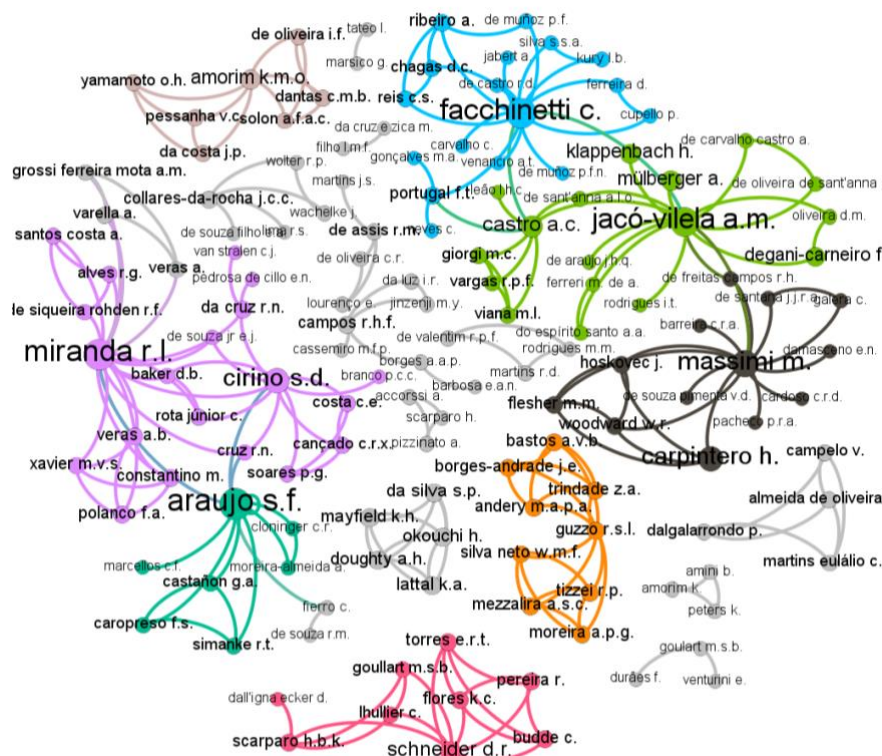 ribeiro a.
de muñoz p.f.
tateo l.
de oliveira i.f.
silva s.s.a.
marsico g.
jabert a.
kury l.b.
chagas d.c.
yamamoto o.h.
amorim k.m.o.
de castro r.d.
ferreira d.
dantas c.m.b.
reis c.s.
facchinetti c.
cupello p.
pessanha v.c.
solon a.f.a.c.
da cruz e zica m.
filho l.m.f.
carvalho c.
de carvalho castro a.
da costa j.p.
wolter r.p.
gonçalves m.a.
venancio a.t.
klappenbach h.
grossi ferreira mota a.m.
martins j.s.
de muñoz p.f.n.
mülberger a.
collares-da-rocha j.c.c.
portugal f.t.
leão l.h.c.
de oliveira de sant'anna
varella a.
wachelke j.
de sant'anna a.l.o.
santos costa a.
de souza filho
lima r.s.
de assis r.m.
castro a.c.
jacó-vilela a.m.
oliveira d.m.
van stralen c.j.
giorgi m.c.
degani-carneiro f
alves r.g.
veras a.
de oliveira c.r.
de araújo j.h.q.
pedrosa de cillo e.n.
da luz i.r.
vargas r.p.f.
ferreri m. de a.
de freitas campos r.h.
de siqueira rohden r.f.
da cruz r.n.
lourenço e.
jinzenji m.y.
viana m.l.
rodrigues i.t.
de santana j.j.r.a.
galera c.
campos r.h.f.
de souza jr e.j.
de valentim r.p.f.
do espírito santo a.a.
barreira c.r.a.
miranda r.l.
cassemiro m.f.p.
rodrigues m.m.
hoskovec j.
massimi m.
damasceno e.n.
baker d.b.
cirino s.d.
branco p.c.c.
borges a.a.p.
martins r.d.
barbosa e.a.n.
flesher m.m.
de souza pimenta v.d.
cardoso c.r.d.
rota júnior c.
costa c.e.
accorssi a.
scarparo h.
woodward w.r.
pacheco p.r.a.
veras a.b.
cruz r.n.
cançado c.r.x.
pizzinato a.
bastos a.v.b.
carpintero h.
campelo v.
xavier m.v.s.
constantino m.
soares p.g.
borges-andrade j.e.
da silva s.p.
trindade z.a.
almeida de oliveira
polanco f.a.
araujo s.f.
mayfield k.h.
andery m.a.p.a.
cloninger c.r.
okouchi h.
guzzo r.s.l.
dalgalarrondo p.
doughty a.h.
silva neto w.m.f.
martins eulálio c.
marcellos c.f.
moreira-almeida a.
amini b.
castañon g.a.
lattal k.a.
tizzei r.p.
amorim k.
fierro c.
mezzalira a.s.c.
peters k.
caropreso f.s.
de souza r.m.
moreira a.p.g.
simanke r.t.
torres e.r.t.
goulart m.s.b.
goullart m.s.b.
pereira r.
durães f.
venturini e.
dall'igna ecker d.
flores k.c.
lhullier c.
scarparo h.b.k.
budde c.
schneider d.r.